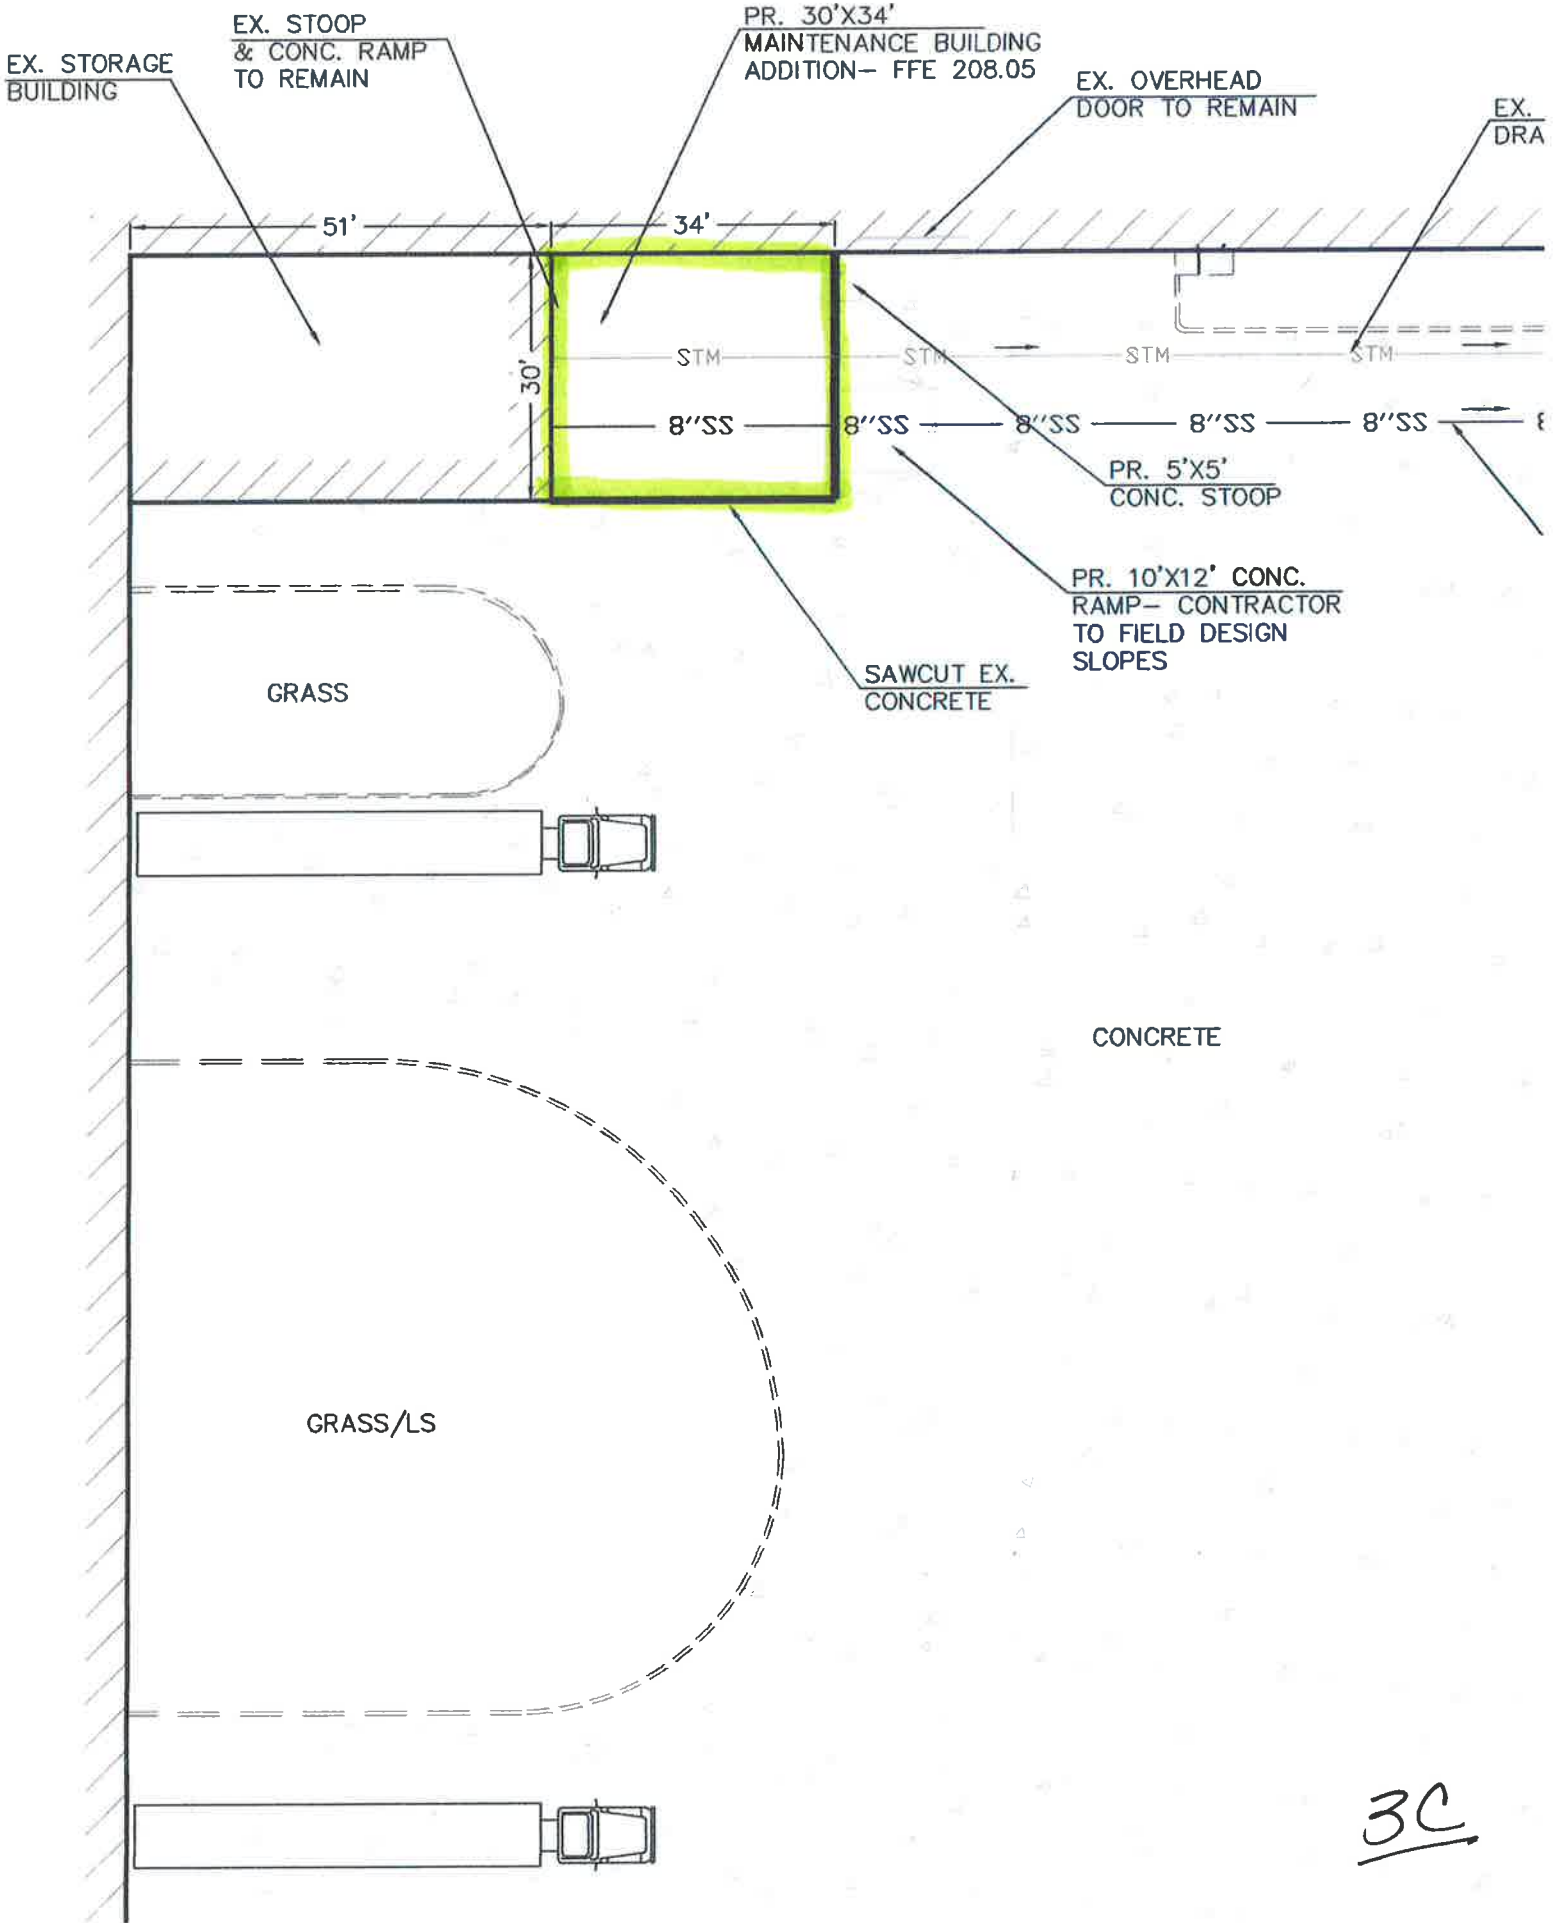 EX. STORAGE
BUILDING
EX. STOOP
& CONC. RAMP
TO REMAIN
PR. 30'X34'
MAINTENANCE BUILDING
ADDITION– FFE 208.05
EX. OVERHEAD
DOOR TO REMAIN
EX.
DRA
51'
34'
30'
STM
STM
STM
STM
8''SS
8''SS
8''SS
8''SS
8''SS
PR. 5'X5'
CONC. STOOP
PR. 10'X12' CONC.
RAMP– CONTRACTOR
TO FIELD DESIGN
SLOPES
SAWCUT EX.
CONCRETE
GRASS
CONCRETE
GRASS/LS
3C